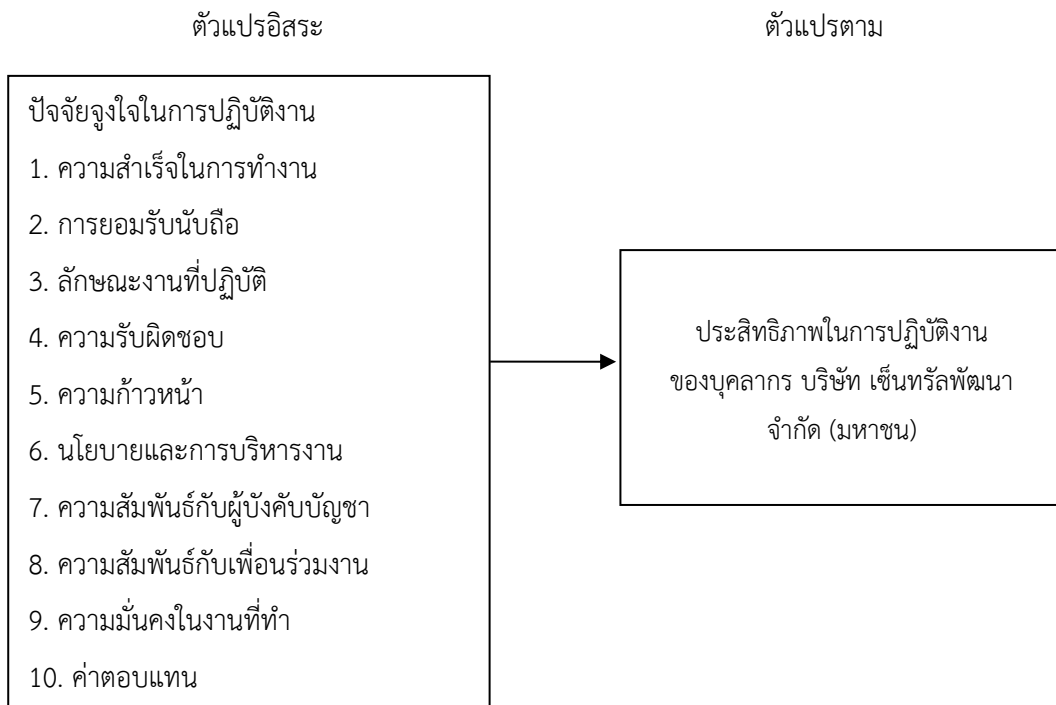 ตัวแปรอิสระ
ตัวแปรตาม
ปัจจัยจูงใจในการปฏิบัติงาน
1. ความสำเร็จในการทำงาน
2. การยอมรับนับถือ
3. ลักษณะงานที่ปฏิบัติ
4. ความรับผิดชอบ
5. ความก้าวหน้า
6. นโยบายและการบริหารงาน
7. ความสัมพันธ์กับผู้บังคับบัญชา
8. ความสัมพันธ์กับเพื่อนร่วมงาน
9. ความมั่นคงในงานที่ทำ
10. ค่าตอบแทน
ประสิทธิภาพในการปฏิบัติงาน
ของบุคลากร บริษัท เซ็นทรัลพัฒนา
จำกัด (มหาชน)